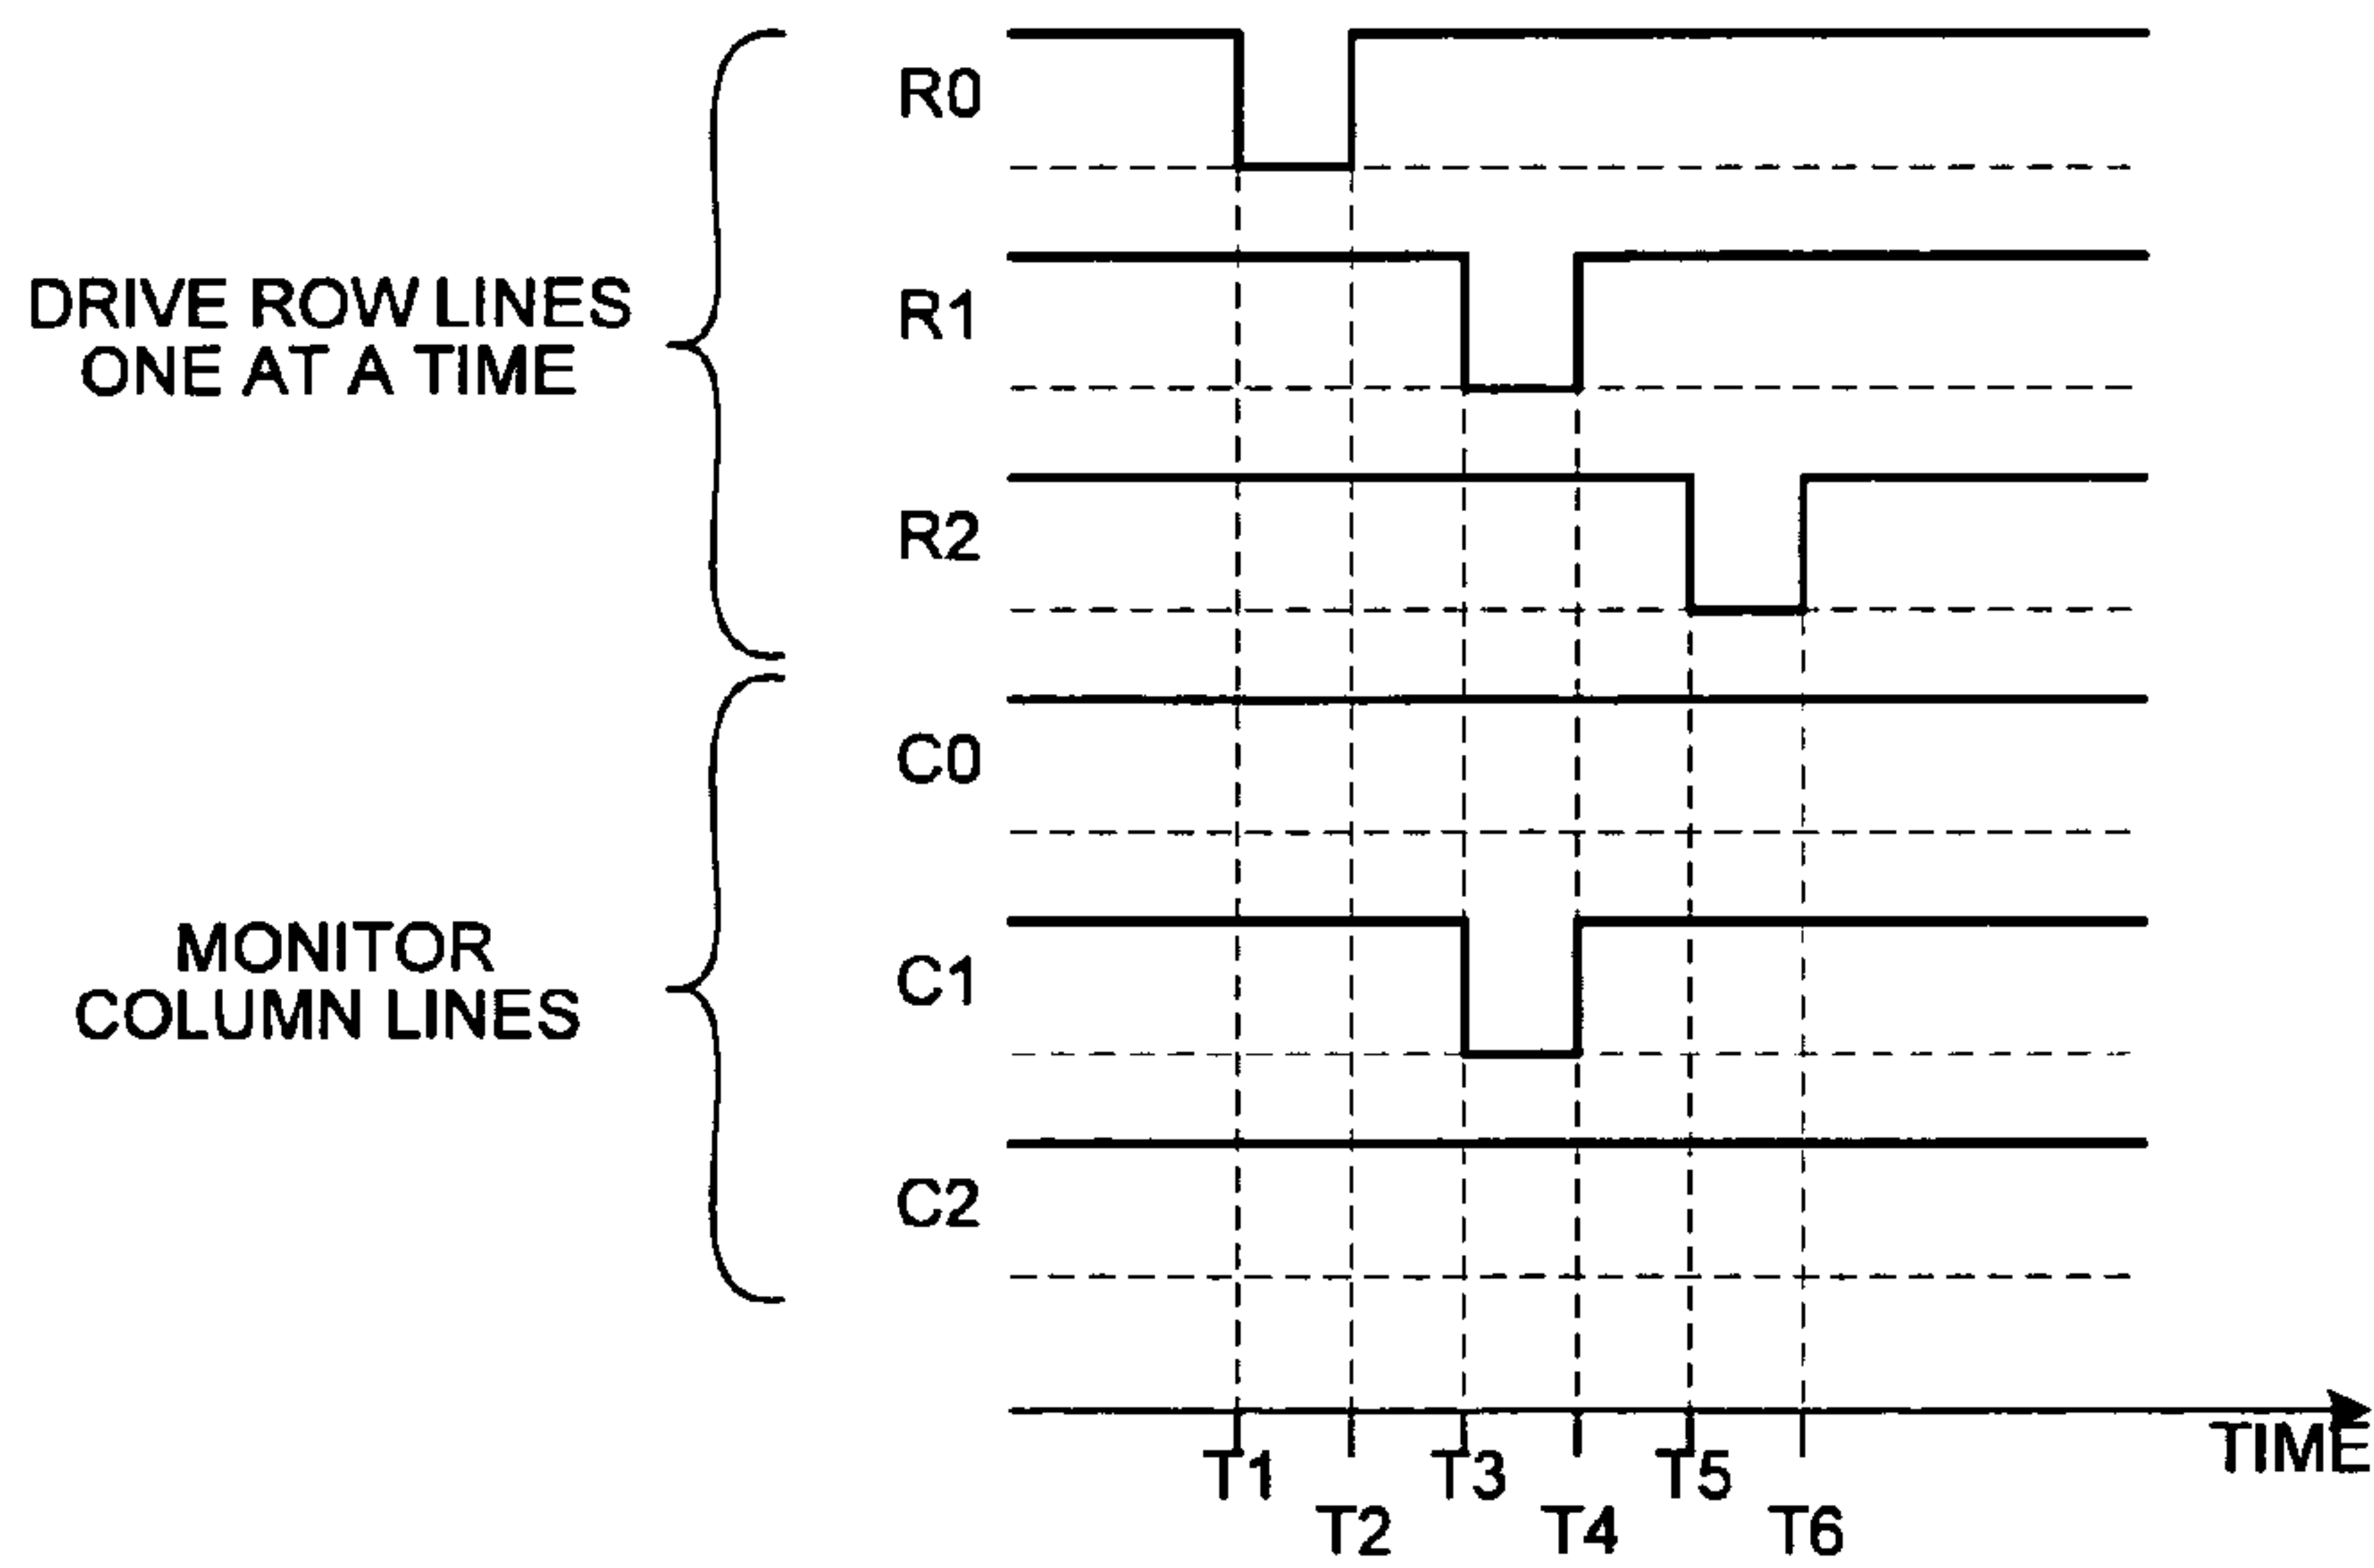 DRIVE ROW LINES
ONE AT A TIME
R0
R1
R2
MONITOR
COLUMN LINES
C0
C1
C2
T1
T2
T3
T4
T5
T6
TIME